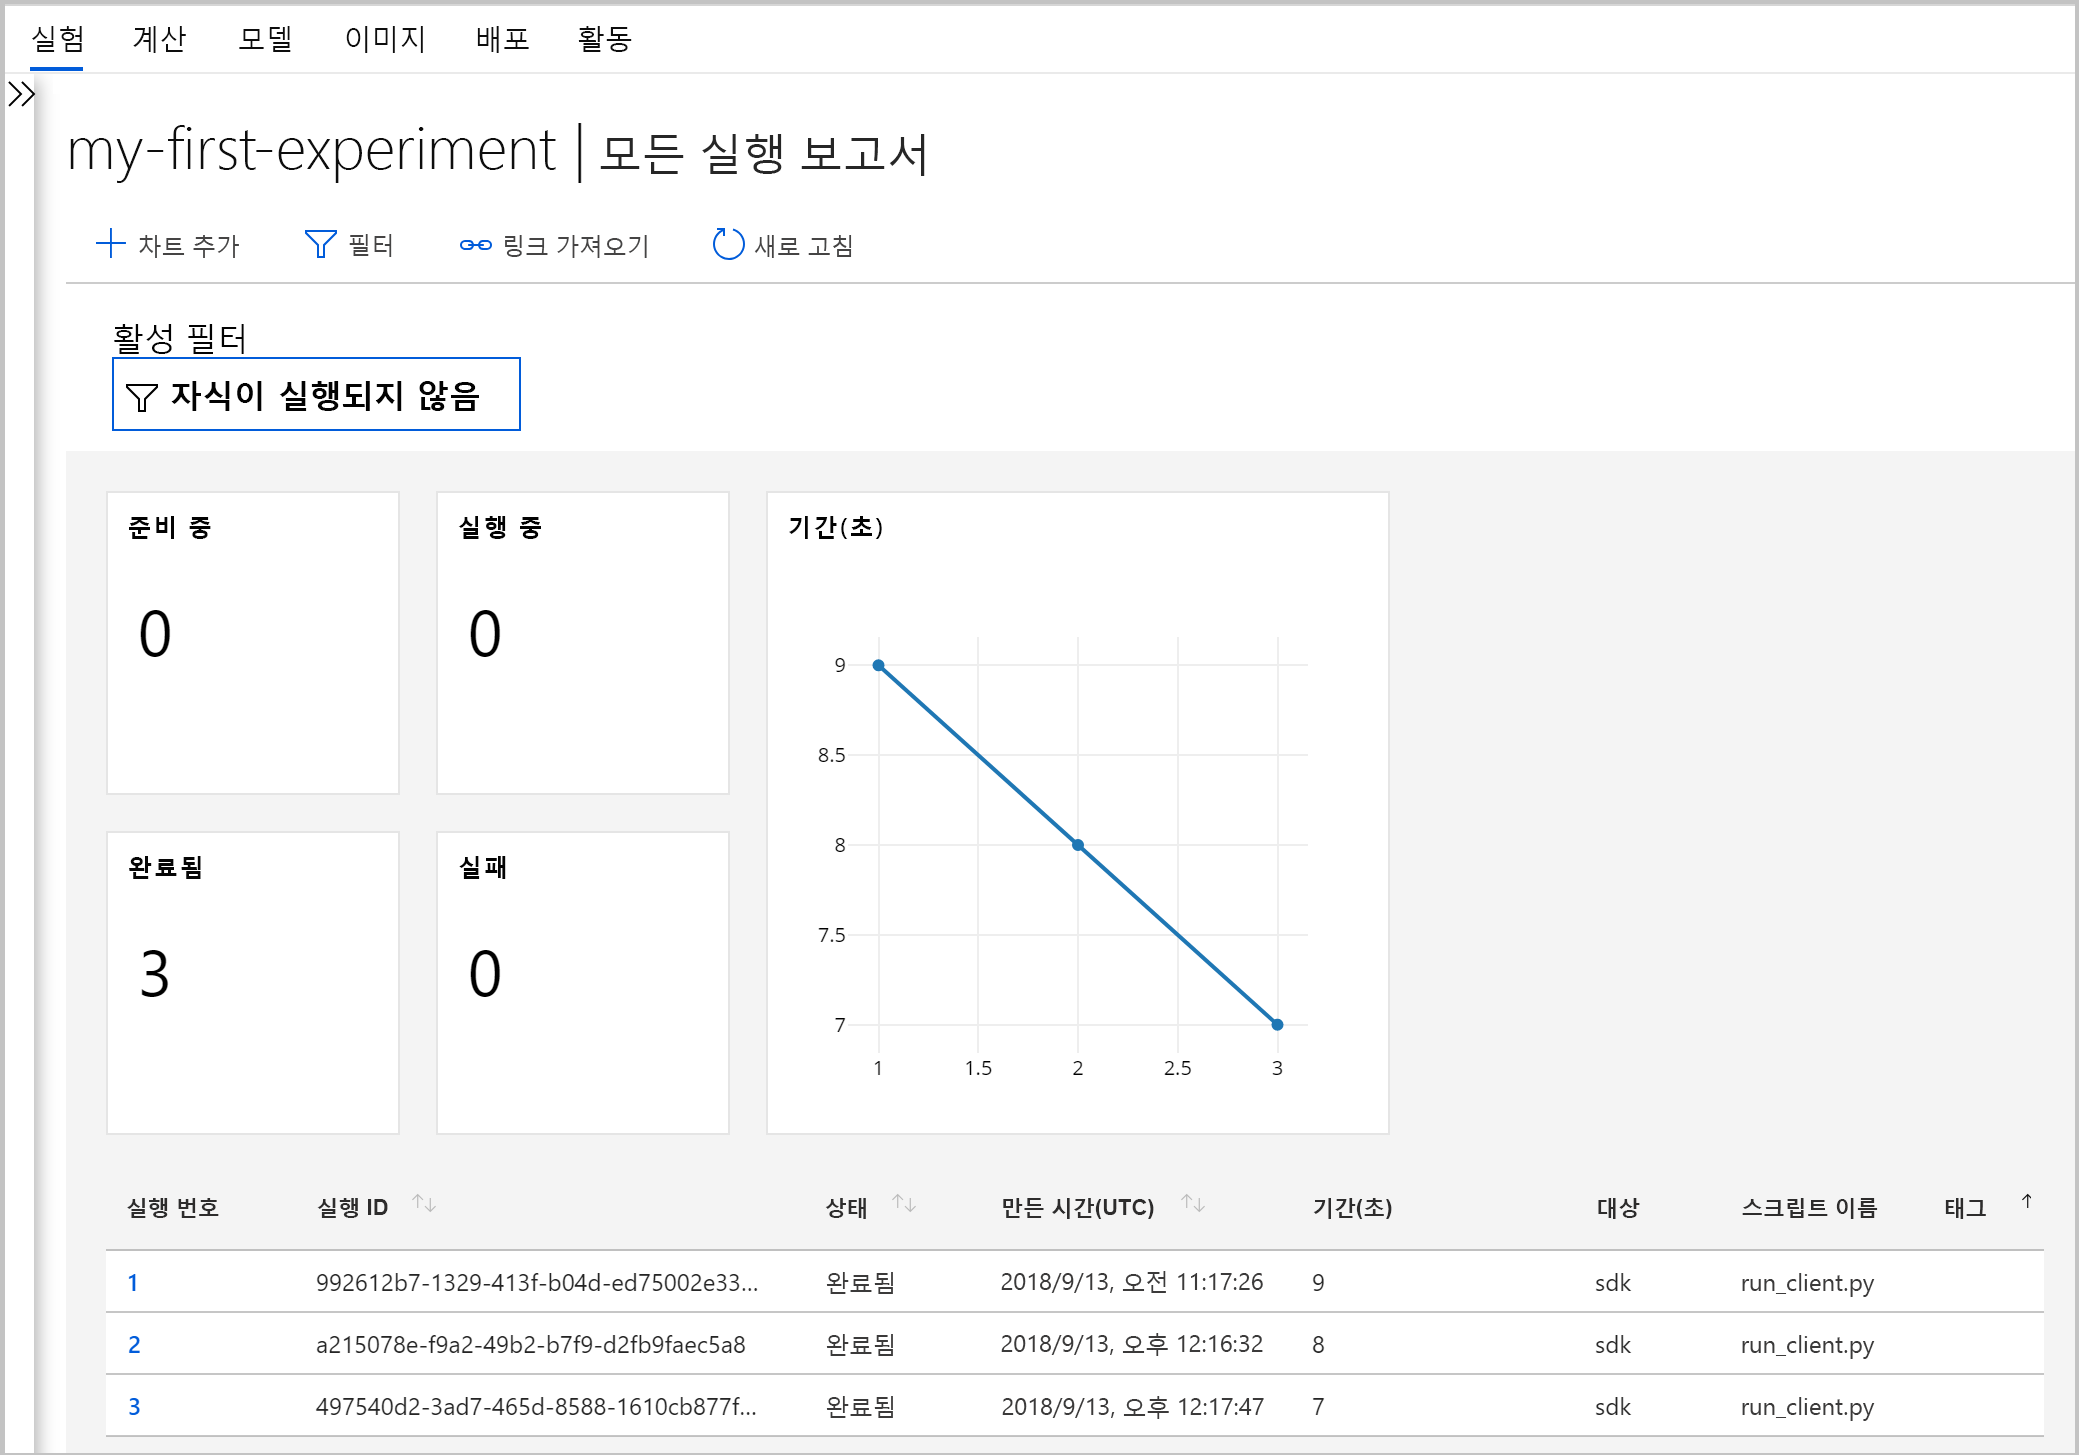 실험 계산 모델 이미지 배포 활동
my-first-experiment | 모든 실행 보고서
차트 추가 필터 링크 가져오기 새로 고침
활성 필터
자식이 실행되지 않음
준비 중
0
실행 중
0
완료됨
3
실패
0
기간(초)
9
8.5
8
7.5
7
1 1.5 2 2.5 3
실행 번호 실행 ID 상태 만든 시간(UTC) 기간(초) 대상 스크립트 이름 태그
1 992612b7-1329-413f-b04d-ed75002e33... 완료됨 2018/9/13, 오전 11:17:26 9 sdk run_client.py
2 a215078e-f9a2-49b2-b7f9-d2fb9faec5a8 완료됨 2018/9/13, 오후 12:16:32 8 sdk run_client.py
3 497540d2-3ad7-465d-8588-1610cb877f... 완료됨 2018/9/13, 오후 12:17:47 7 sdk run_client.py